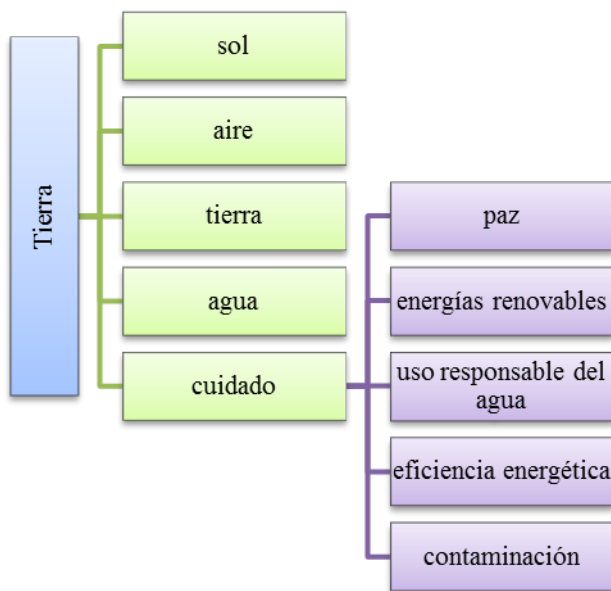 Tierra
sol
aire
tierra
agua
cuidado
paz
energías renovables
uso responsable del
agua
eficiencia energética
contaminación